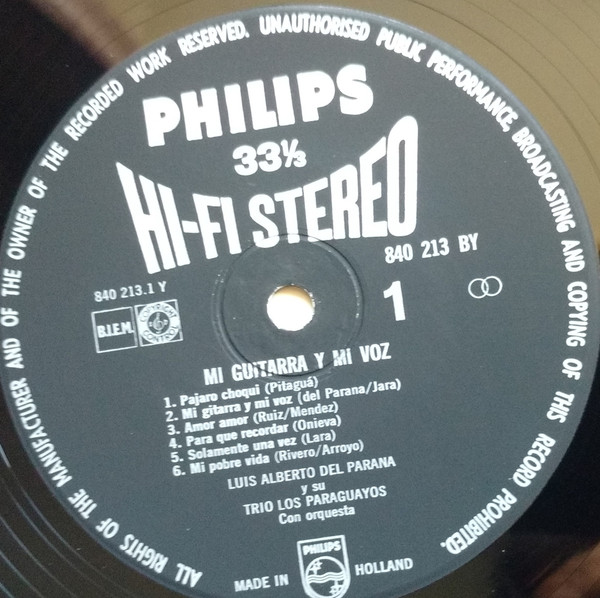 ALL RIGHTS OF THE MANUFACTURER AND OF THE OWNER OF THE RECORDED WORK RESERVED. UNAUTHORISED PUBLIC PERFORMANCE, BROADCASTING AND COPYING OF THIS RECORD PROHIBITED.
PHILIPS
33⅓
HI-FI STEREO
840 213 BY
840 213.1 Y
1
B.I.E.M.
COPYRIGHT
CONTROL
MI GUITARRA Y MI VOZ
1. Pajaro choqui (Pitaguá)
2. Mi gitarra y mi voz (del Parana/Jara)
3. Amor amor (Ruiz/Mendez)
4. Para que recordar (Onieva)
5. Solamente una vez (Lara)
6. Mi pobre vida (Rivero/Arroyo)
LUIS ALBERTO DEL PARANA
y su
TRIO LOS PARAGUAYOS
Con orquesta
PHILIPS
MADE IN HOLLAND